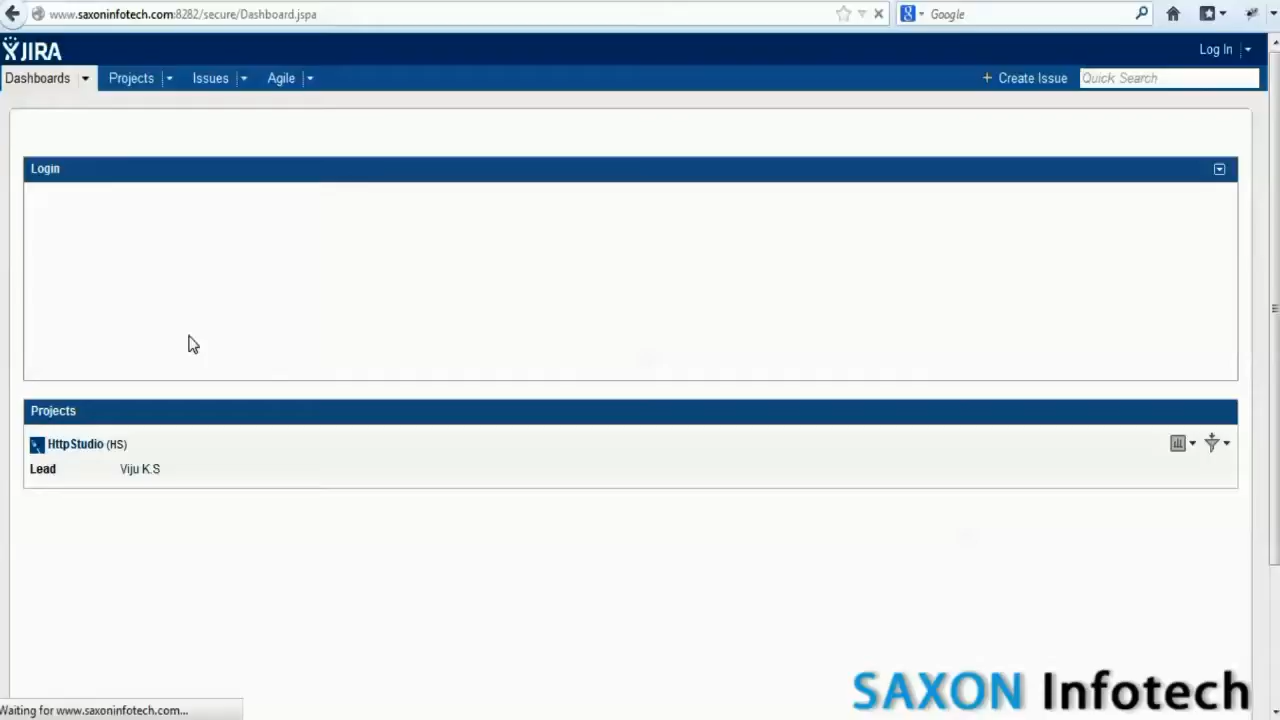 www.saxoninfotech.com:8282/secure/Dashboard.jspa
Google
JIRA
Log In
Dashboards
Projects
Issues
Agile
+ Create Issue
Quick Search
Login
Projects
HttpStudio (HS)
Lead Viju K.S
SAXON Infotech
Waiting for www.saxoninfotech.com...